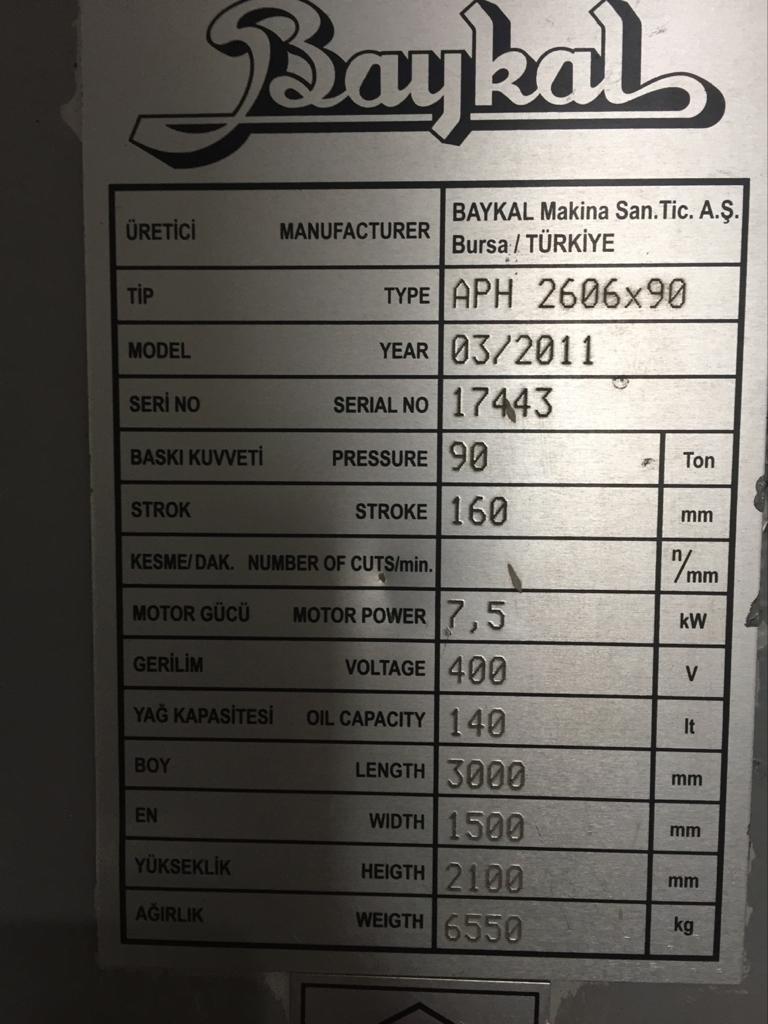 Baykal
ÜRETİCİ MANUFACTURER BAYKAL Makina San.Tic. A.Ş.
Bursa / TÜRKİYE
TİP TYPE APH 2606x90
MODEL YEAR 03/2011
SERİ NO SERIAL NO 17443
BASKI KUVVETİ PRESSURE 90 Ton
STROK STROKE 160 mm
KESME/DAK. NUMBER OF CUTS/min. n/mm
MOTOR GÜCÜ MOTOR POWER 7,5 kW
GERİLİM VOLTAGE 400 V
YAĞ KAPASİTESİ OIL CAPACITY 140 lt
BOY LENGTH 3000 mm
EN WIDTH 1500 mm
YÜKSEKLİK HEIGTH 2100 mm
AĞIRLIK WEIGTH 6550 kg